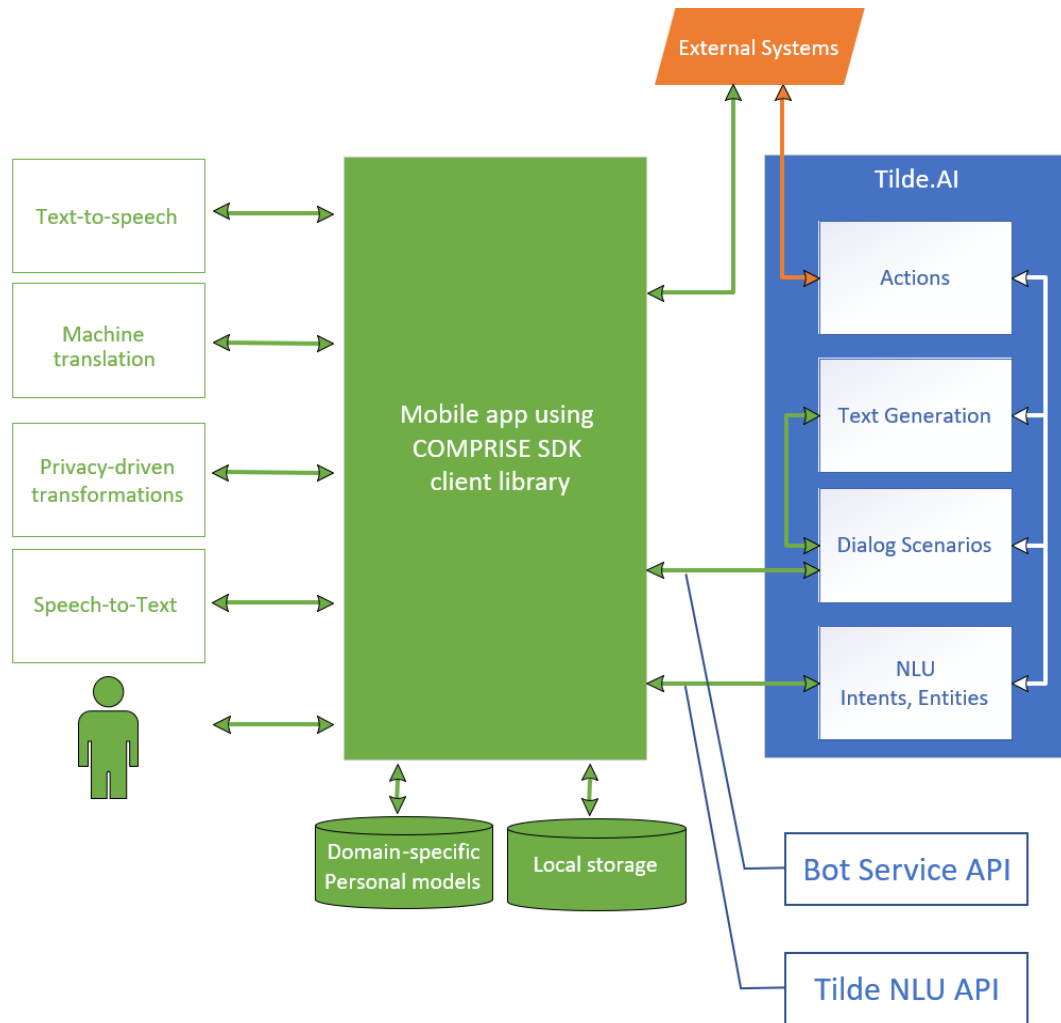 External Systems
Text-to-speech
Machine
translation
Privacy-driven
transformations
Speech-to-Text
Mobile app using
COMPRISE SDK
client library
Domain-specific
Personal models
Local storage
Tilde.AI
Actions
Text Generation
Dialog Scenarios
NLU
Intents, Entities
Bot Service API
Tilde NLU API